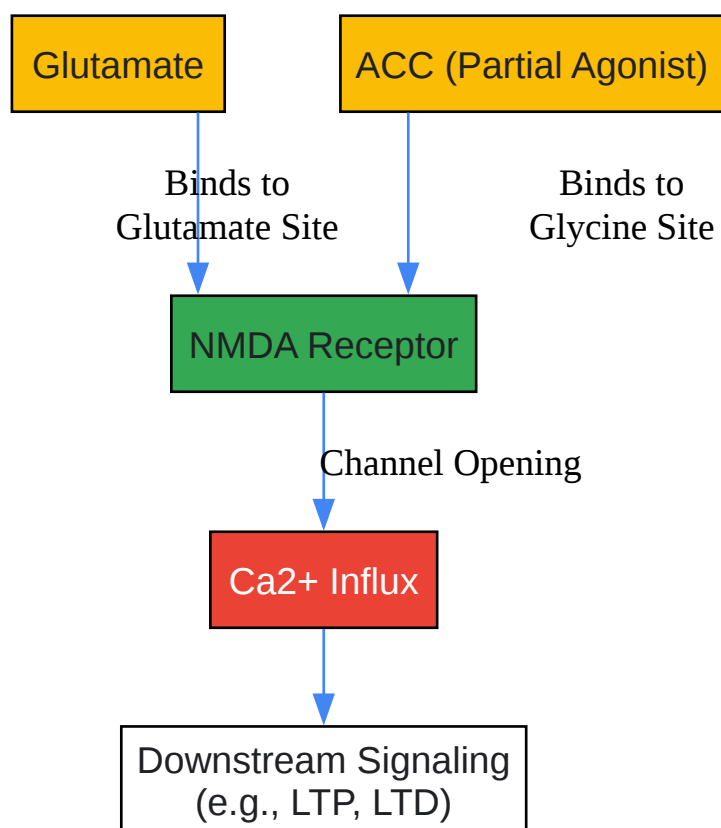 Glutamate
ACC (Partial Agonist)
Binds to
Glutamate Site
Binds to
Glycine Site
NMDA Receptor
Channel Opening
Ca2+ Influx
Downstream Signaling
(e.g., LTP, LTD)